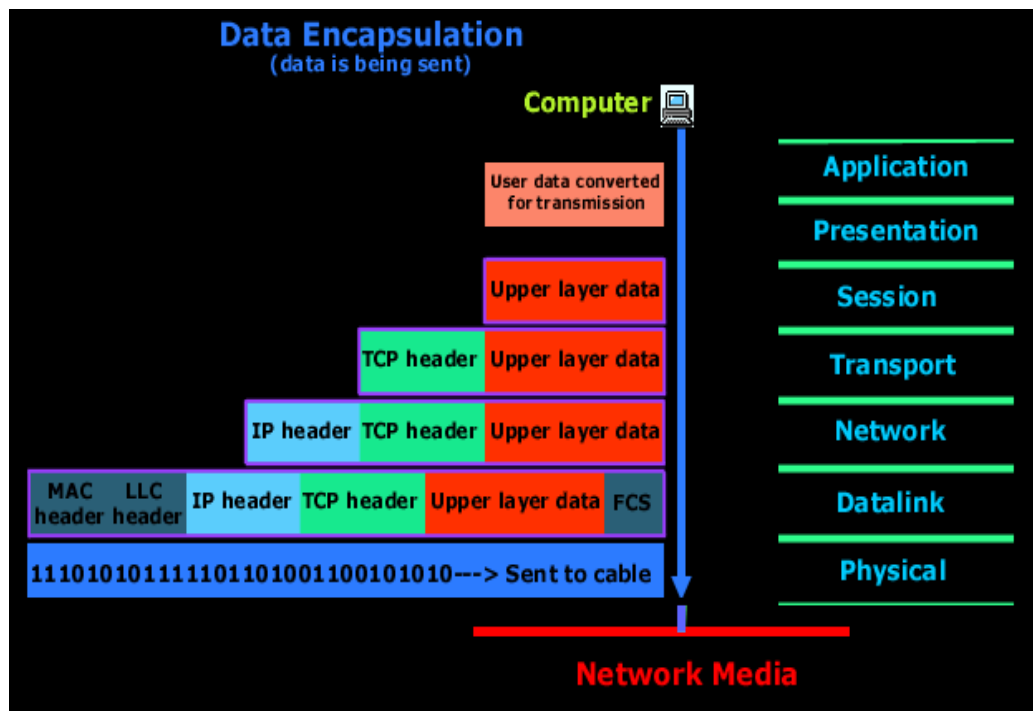 Data Encapsulation
(data is being sent)
Computer
User data converted
for transmission
Application
Presentation
Upper layer data
Session
TCP header Upper layer data
Transport
IP header TCP header Upper layer data
Network
MAC header LLC header IP header TCP header Upper layer data FCS
Datalink
111010101111101101001100101010---> Sent to cable
Physical
Network Media